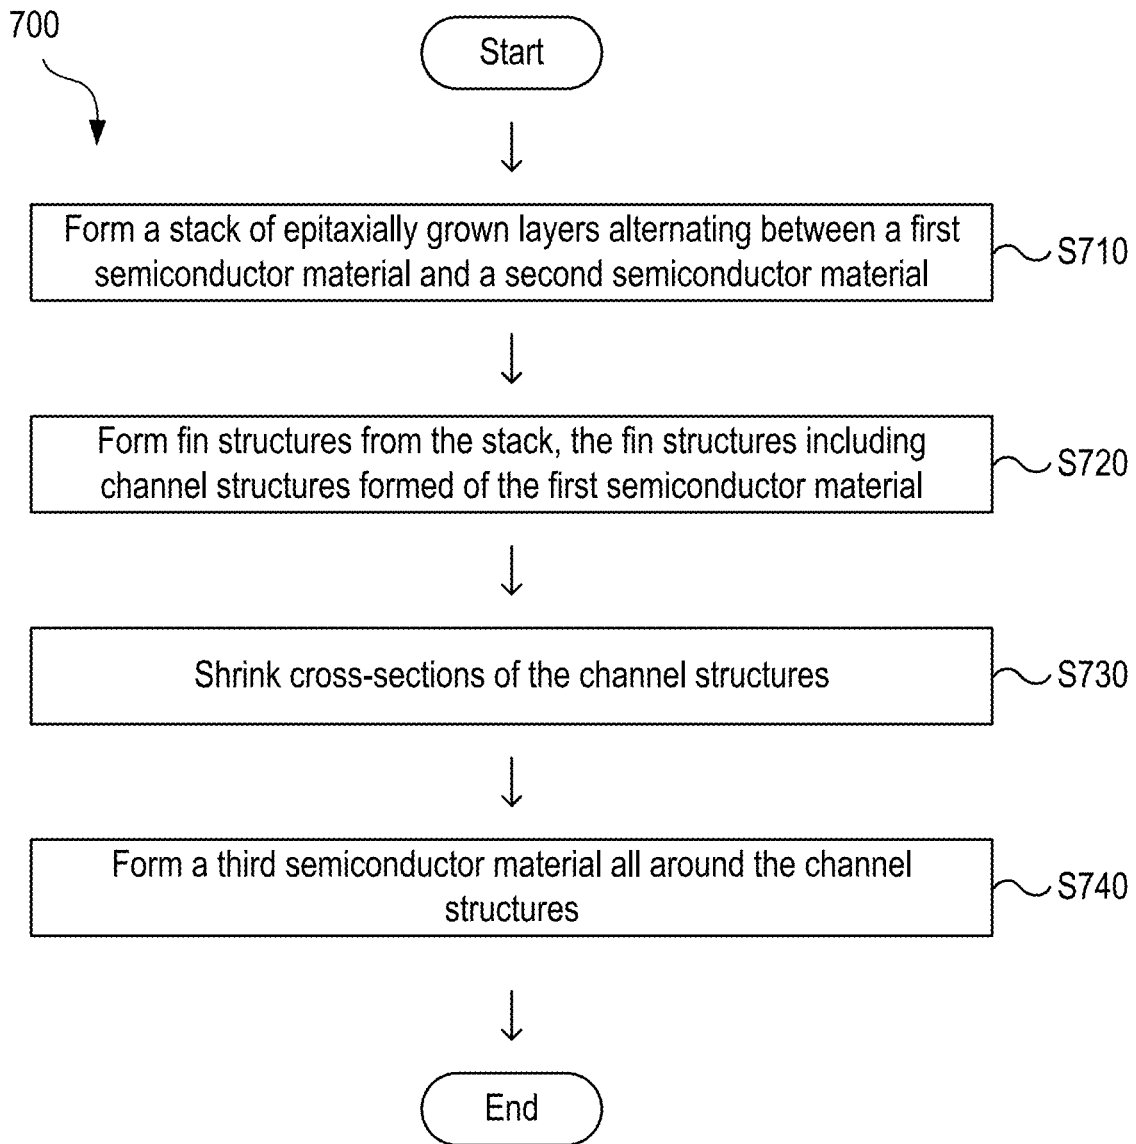 700
Start
Form a stack of epitaxially grown layers alternating between a first
semiconductor material and a second semiconductor material
S710
Form fin structures from the stack, the fin structures including
channel structures formed of the first semiconductor material
S720
Shrink cross-sections of the channel structures
S730
Form a third semiconductor material all around the channel
structures
S740
End